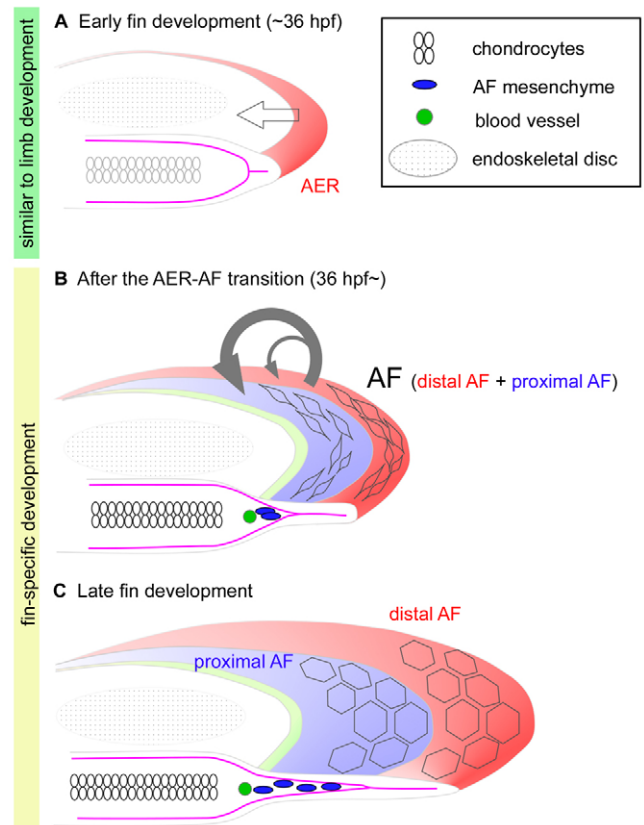 A Early fin development (~36 hpf)
similar to limb development
AER
chondrocytes
AF mesenchyme
blood vessel
endoskeletal disc
B After the AER-AF transition (36 hpf~)
fin-specific development
AF (distal AF + proximal AF)
C Late fin development
distal AF
proximal AF